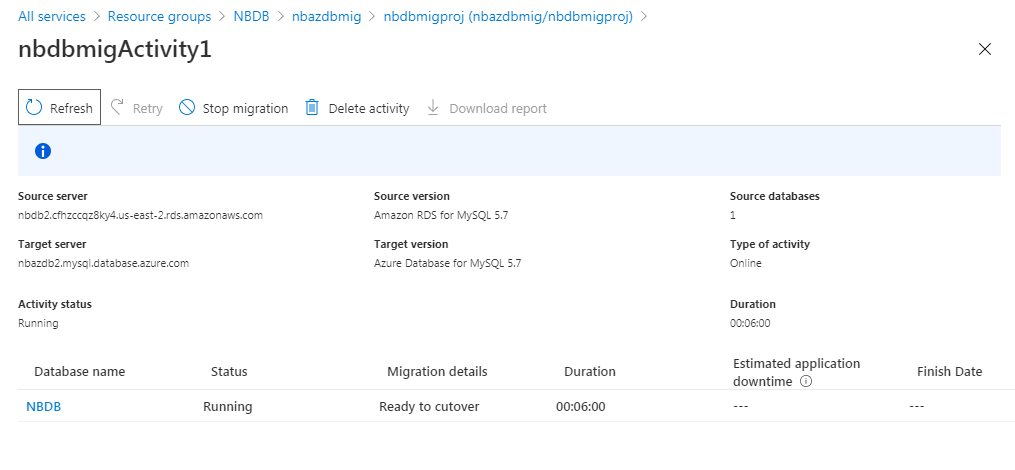 All services > Resource groups > NBDB > nbazdbmig > nbdbmigproj (nbazdbmig/nbdbmigproj) >
nbdbmigActivity1
Refresh Retry Stop migration Delete activity Download report
Source server Source version Source databases
nbdb2.cfhzccqz8ky4.us-east-2.rds.amazonaws.com Amazon RDS for MySQL 5.7 1
Target server Target version Type of activity
nbazdb2.mysql.database.azure.com Azure Database for MySQL 5.7 Online
Activity status Duration
Running 00:06:00
Database name Status Migration details Duration Estimated application downtime Finish Date
NBDB Running Ready to cutover 00:06:00 --- ---